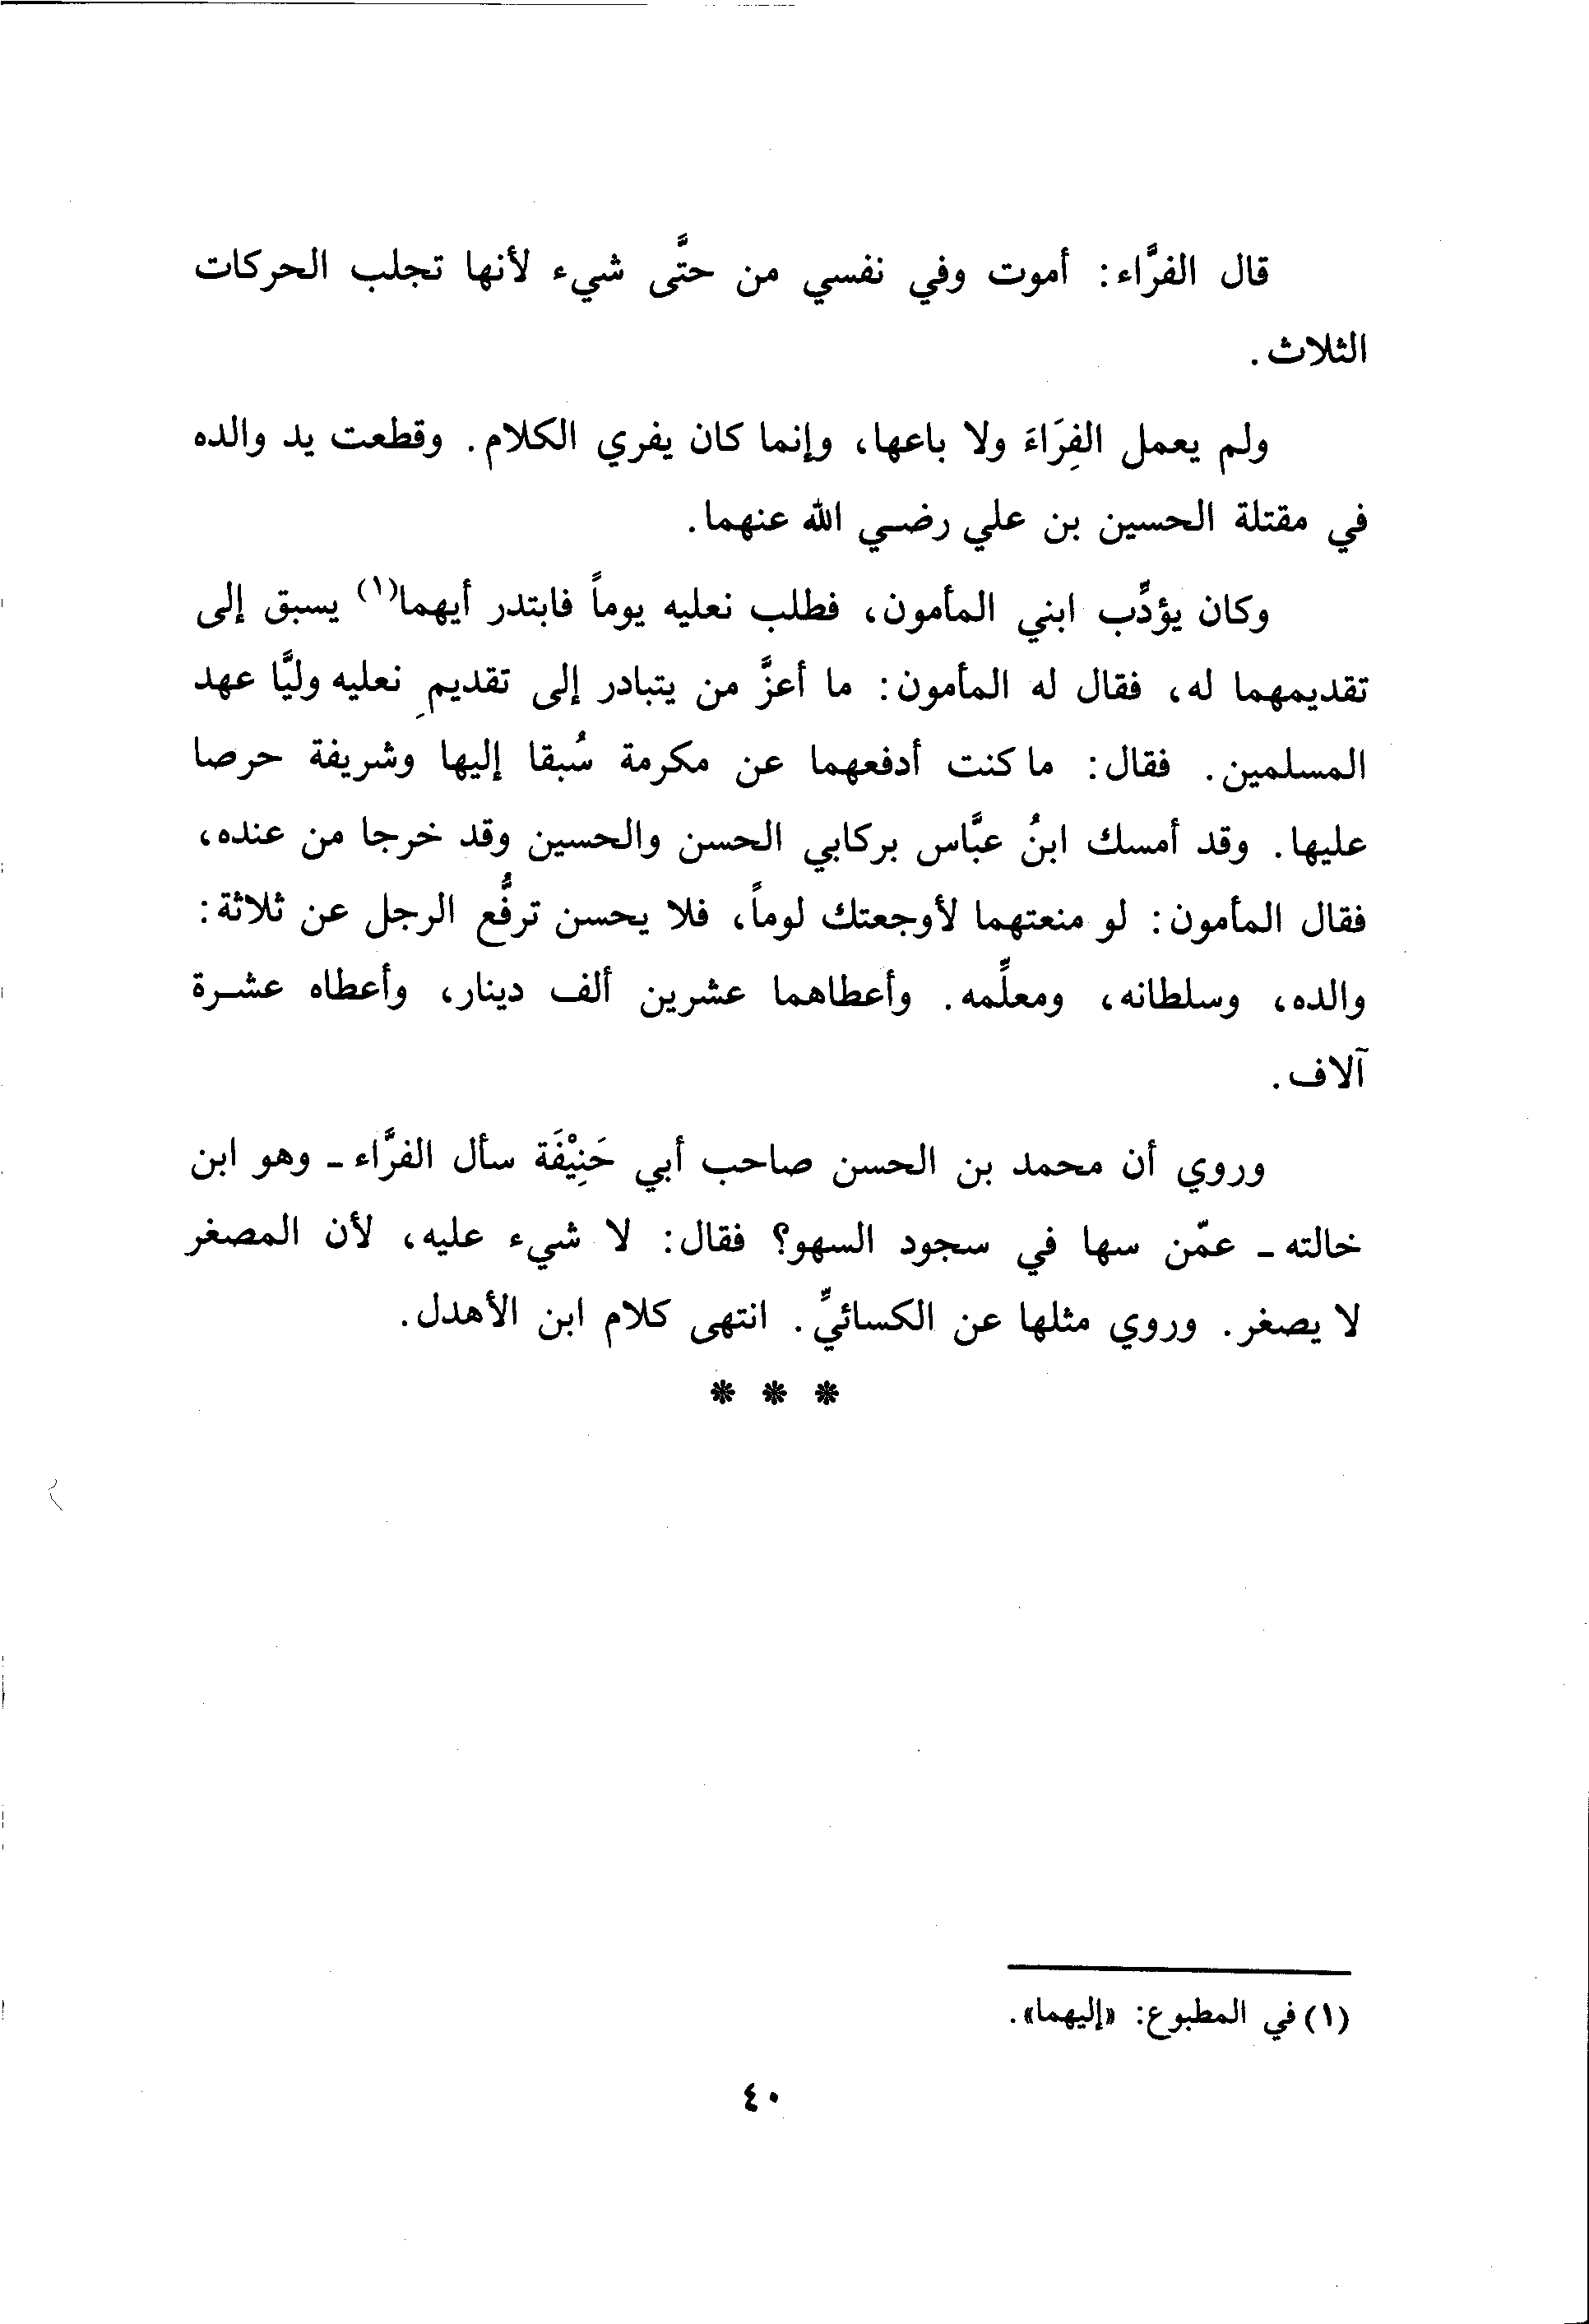 قال الفرَّاء: أموت وفي نفسي من حتَّى شيء لأنها تجلب الحركات
الثلاث.
ولم يعمل الفِرَاءَ ولا باعها، وإنما كان يفري الكلام. وقطعت يد والده
في مقتلة الحسين بن علي رضي الله عنهما.
وكان يؤدِّب ابني المأمون، فطلب نعليه يوماً فابتدر أيهما(١) يسبق إلى
تقديمهما له، فقال له المأمون: ما أعزَّ من يتبادر إلى تقديمِ نعليه وليَّا عهد
المسلمين. فقال: ما كنت أدفعهما عن مكرمة سُبقا إليها وشريفة حرصا
عليها. وقد أمسك ابنُ عبَّاس بركابي الحسن والحسين وقد خرجا من عنده،
فقال المأمون: لو منعتهما لأوجعتك لوماً، فلا يحسن ترفُّع الرجل عن ثلاثة:
والده، وسلطانه، ومعلِّمه. وأعطاهما عشرين ألف دينار، وأعطاه عشرة
آلاف.
وروي أن محمد بن الحسن صاحب أبي حَنِيْفَة سأل الفرَّاء ـ وهو ابن
خالته ـ عمّن سها في سجود السهو؟ فقال: لا شيء عليه، لأن المصغر
لا يصغر. وروي مثلها عن الكسائيِّ. انتهى كلام ابن الأهدل.
* * *
(١) في المطبوع: «إليهما».
٤٠